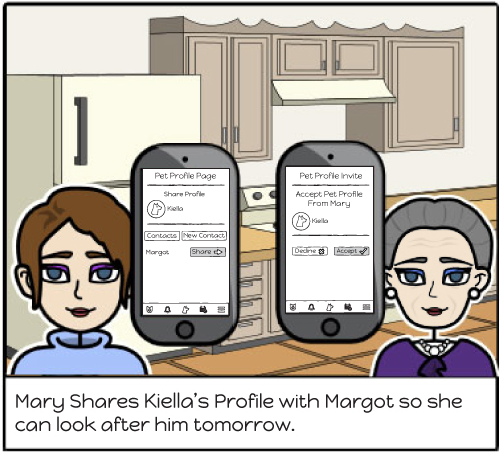 Pet Profile Page
Share Profile
Kiella
Contacts New Contact
Margot Share
Pet Profile Invite
Accept Pet Profile
From Mary
Kiella
Decline Accept
Mary Shares Kiella's Profile with Margot so she
can look after him tomorrow.